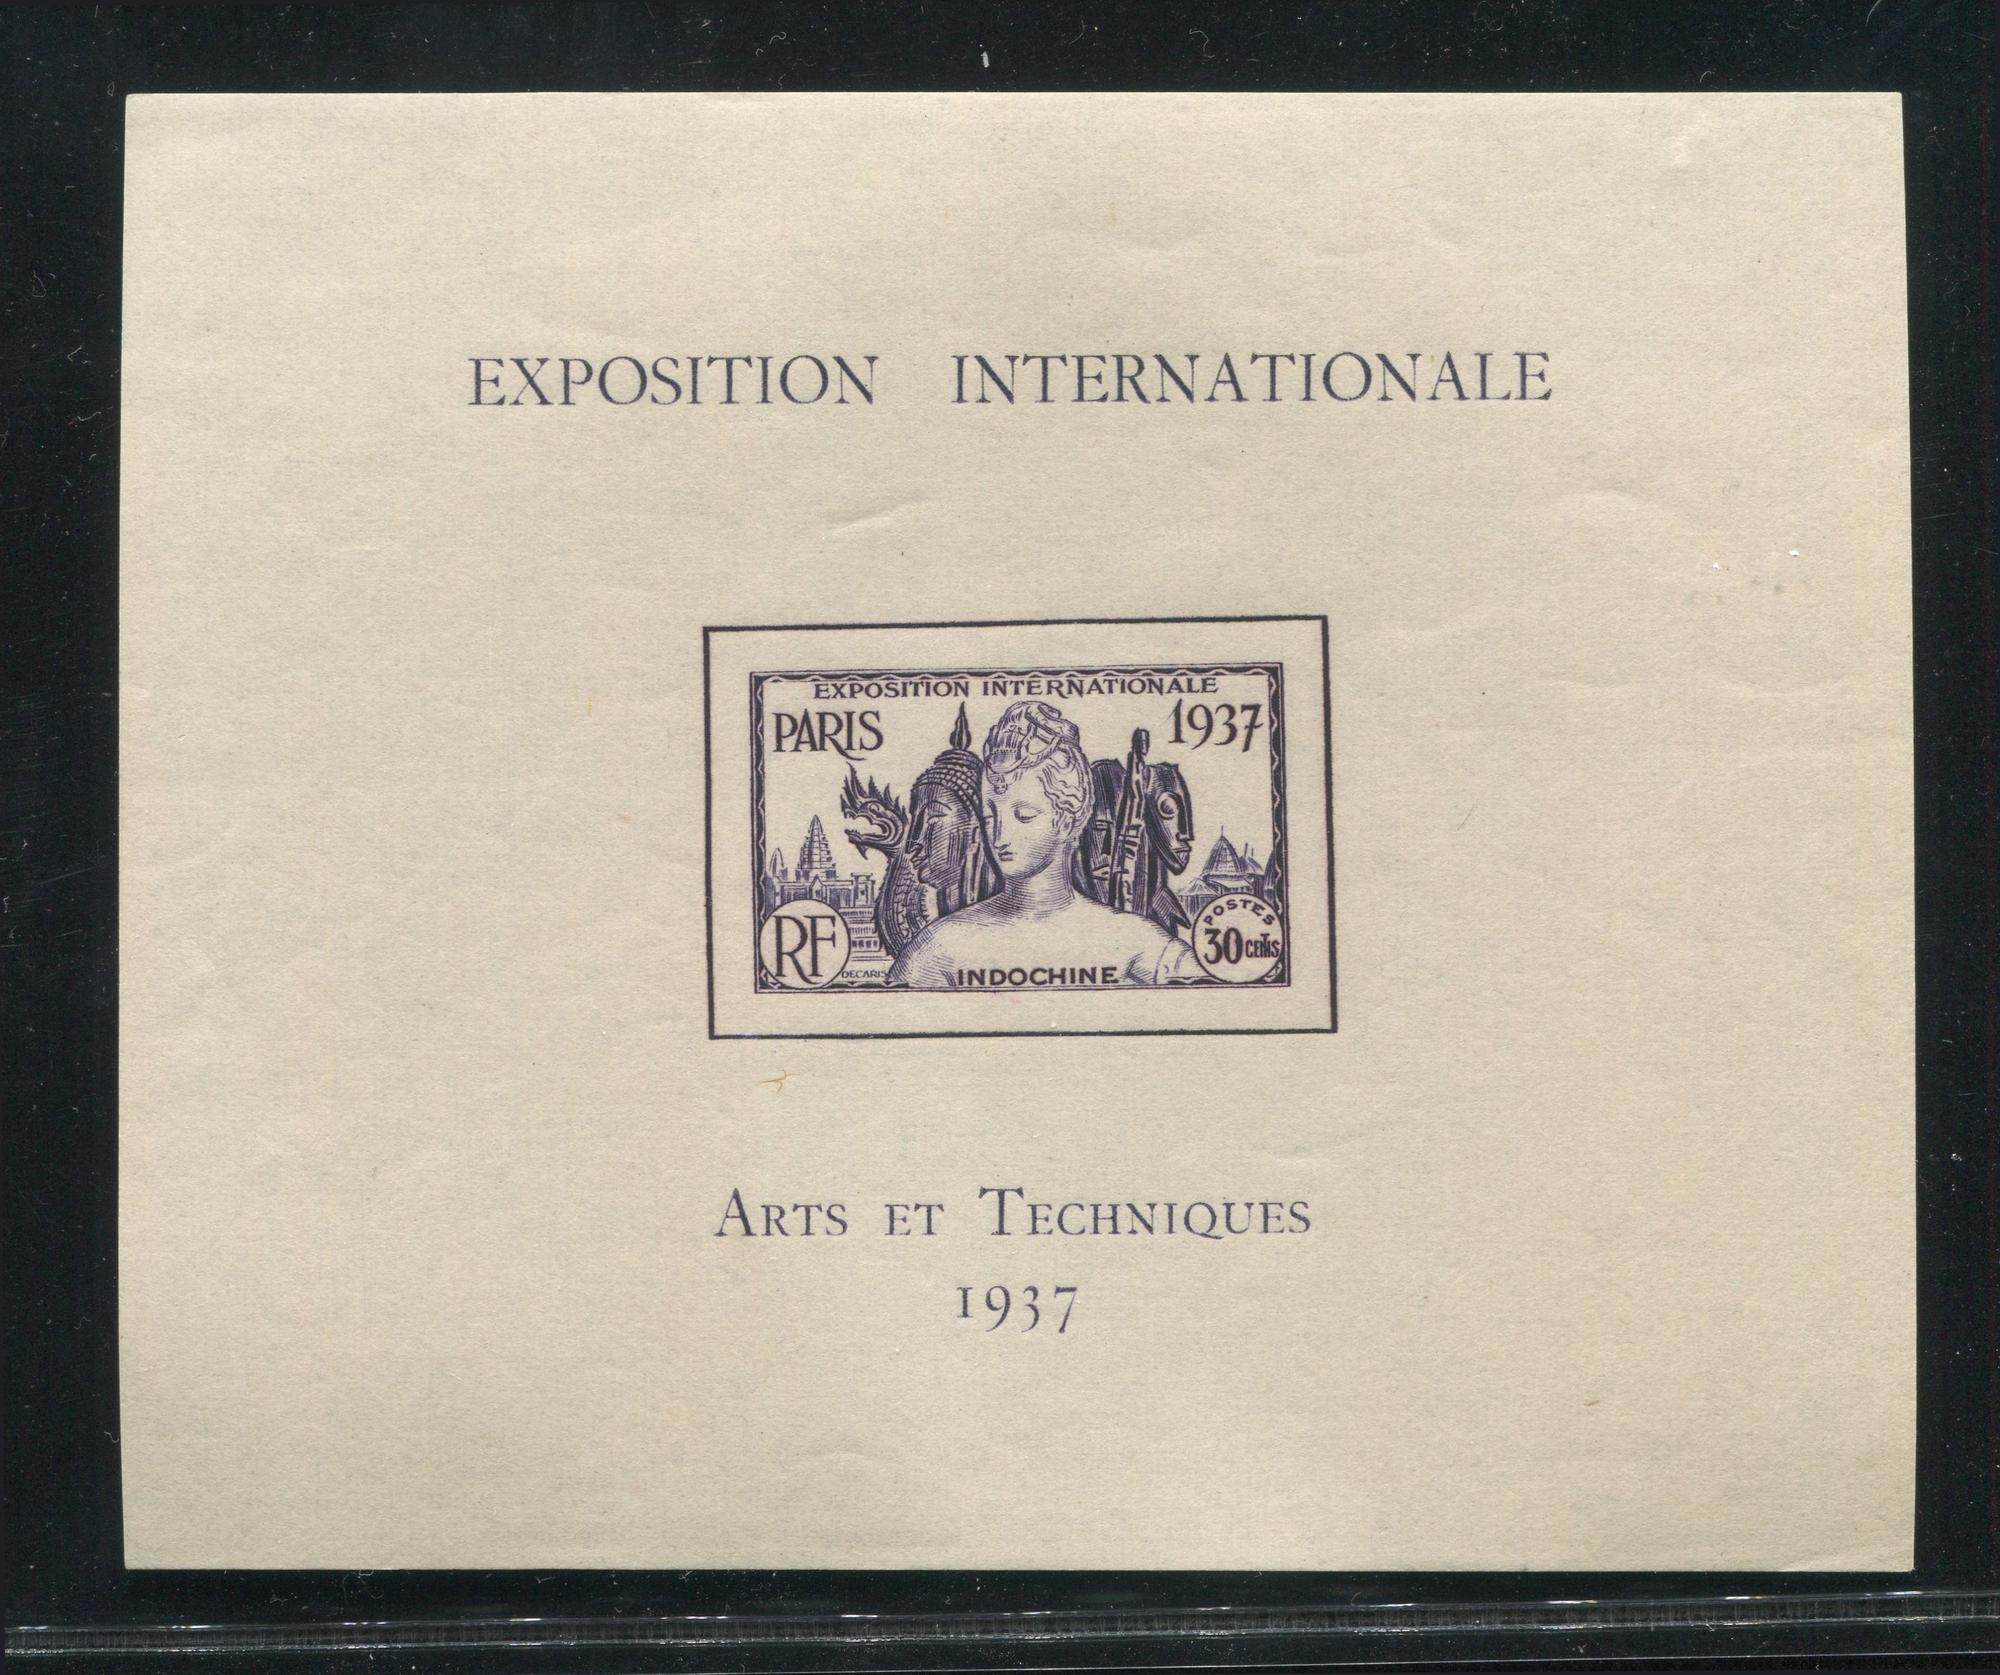 EXPOSITION INTERNATIONALE
EXPOSITION INTERNATIONALE
PARIS 1937
POSTES
RF 30 CENTS
DECARIS
INDOCHINE
ARTS ET TECHNIQUES
1937